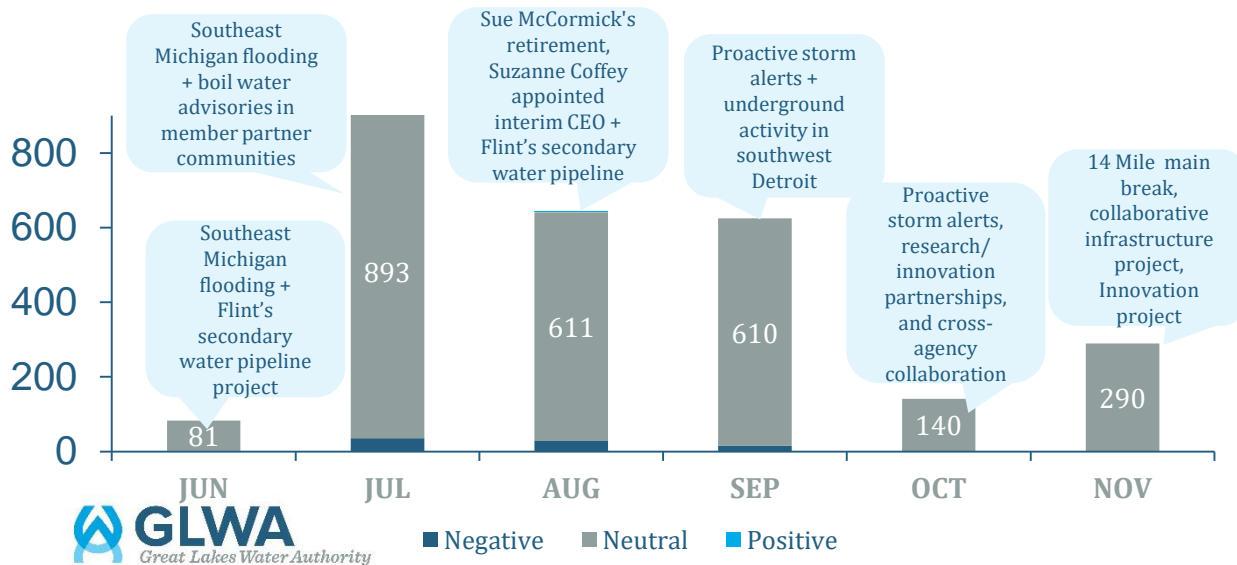 Southeast
Michigan flooding
+ boil water
advisories in
member partner
communities
Sue McCormick's
retirement,
Suzanne Coffey
appointed
interim CEO +
Flint’s secondary
water pipeline
Proactive storm
alerts +
underground
activity in
southwest
Detroit
14 Mile main
break,
collaborative
infrastructure
project,
Innovation
project
Southeast
Michigan
flooding +
Flint’s
secondary
water pipeline
project
Proactive
storm alerts,
research/
innovation
partnerships,
and cross-
agency
collaboration
800
600
400
200
0
81
893
611
610
140
290
JUN JUL AUG SEP OCT NOV
GLWA
Great Lakes Water Authority
Negative Neutral Positive